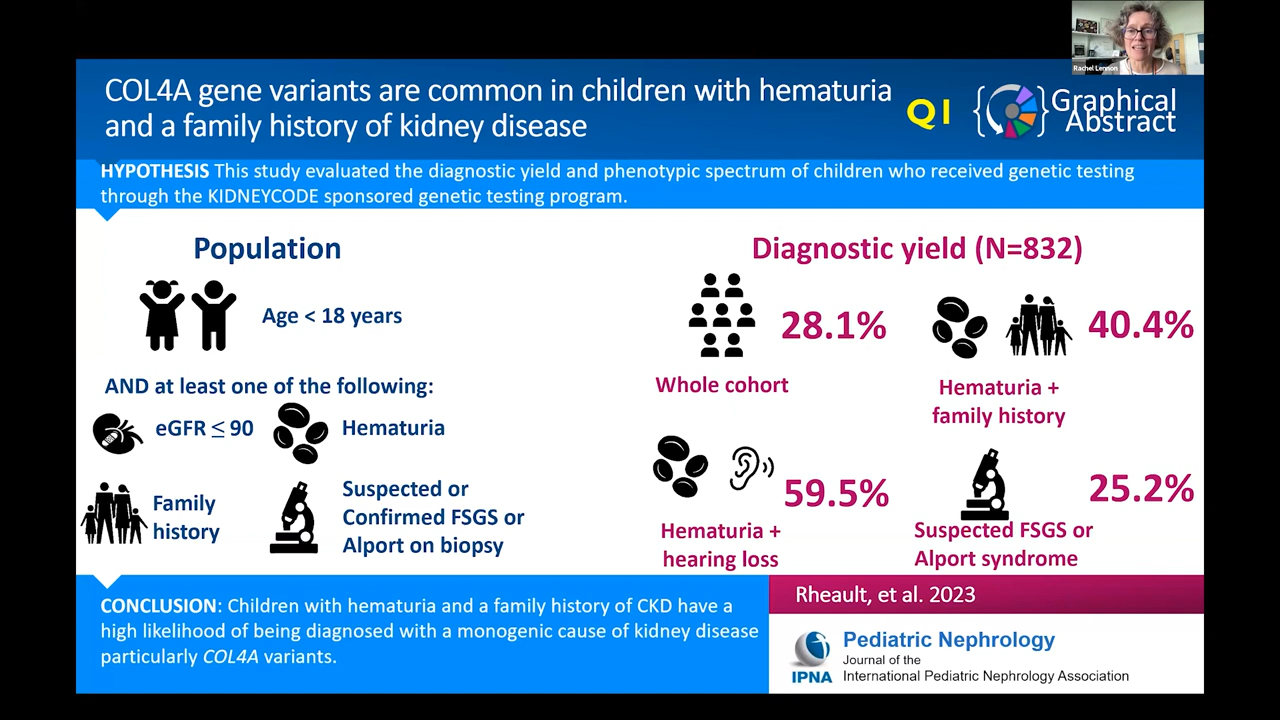 Rachel Lennon
COL4A gene variants are common in children with hematuria
and a family history of kidney disease
Q1
Graphical
Abstract
HYPOTHESIS This study evaluated the diagnostic yield and phenotypic spectrum of children who received genetic testing
through the KIDNEYCODE sponsored genetic testing program.
Population
Age < 18 years
AND at least one of the following:
eGFR ≤ 90
Hematuria
Family
history
Suspected or
Confirmed FSGS or
Alport on biopsy
Diagnostic yield (N=832)
28.1%
Whole cohort
40.4%
Hematuria +
family history
59.5%
Hematuria +
hearing loss
25.2%
Suspected FSGS or
Alport syndrome
CONCLUSION: Children with hematuria and a family history of CKD have a
high likelihood of being diagnosed with a monogenic cause of kidney disease
particularly COL4A variants.
Rheault, et al. 2023
IPNA
Pediatric Nephrology
Journal of the
International Pediatric Nephrology Association